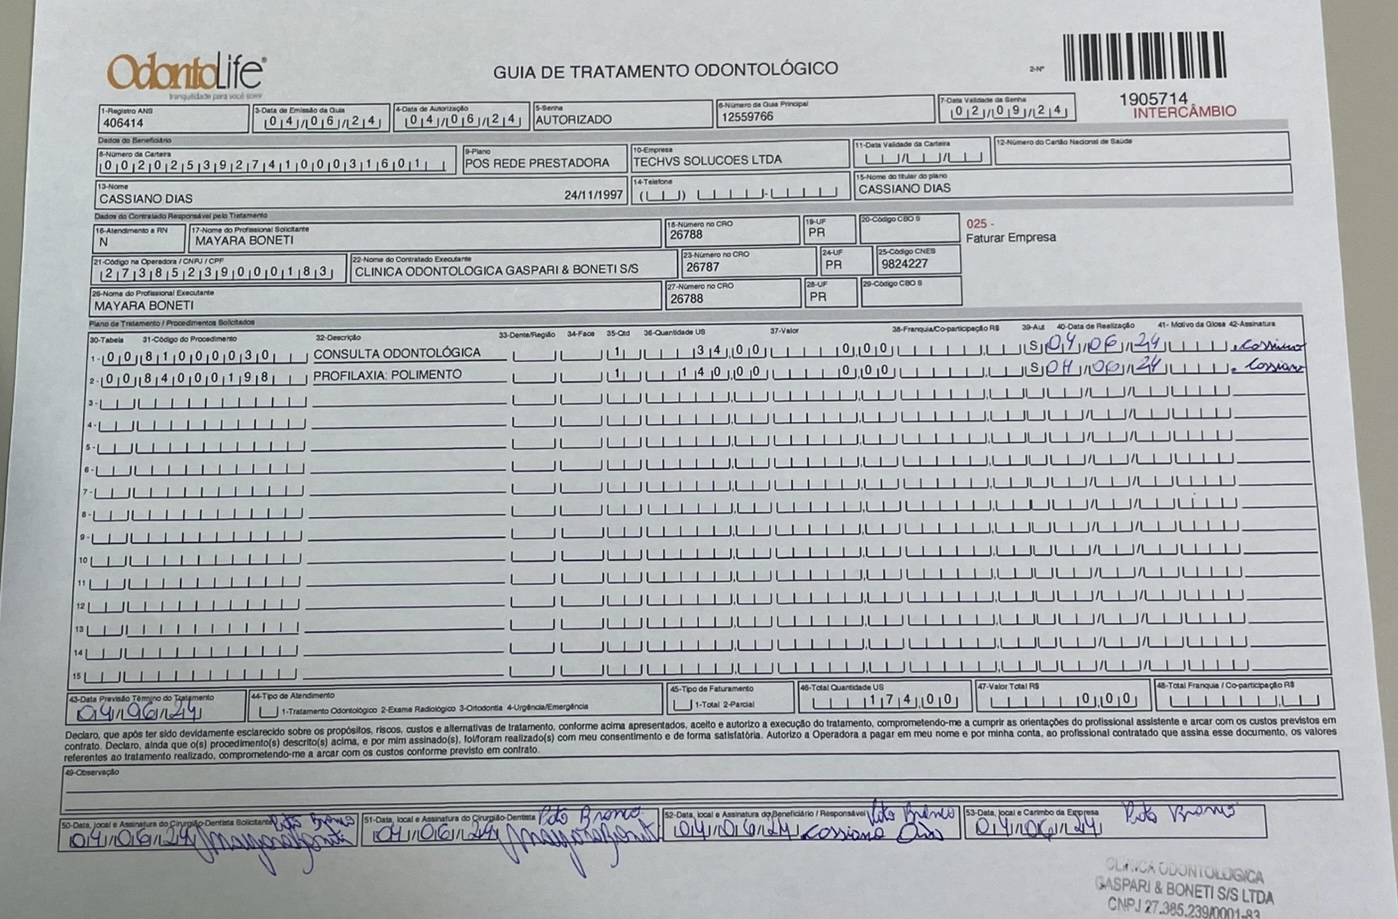 OdontoLife®
tranquilidade para você sorrir
GUIA DE TRATAMENTO ODONTOLÓGICO
2-Nº
1905714
INTERCÂMBIO
1-Registro ANS
406414
3-Data de Emissão da Guia
04/06/24
4-Data de Autorização
04/06/24
5-Senha
AUTORIZADO
6-Número da Guia Principal
12559766
7-Data Validade da Senha
02/09/24
Dados do Beneficiário
8-Número da Carteira
00202539274100031601
9-Plano
POS REDE PRESTADORA
10-Empresa
TECHVS SOLUCOES LTDA
11-Data Validade da Carteira
12-Número do Cartão Nacional de Saúde
13-Nome
CASSIANO DIAS 24/11/1997
14-Telefone
15-Nome do titular do plano
CASSIANO DIAS
Dados do Contratado Responsável pelo Tratamento
16-Atendimento a RN
N
17-Nome do Profissional Solicitante
MAYARA BONETI
18-Número no CRO
26788
19-UF
PR
20-Código CBO S
025 -
Faturar Empresa
21-Código na Operadora / CNPJ / CPF
27385239000183
22-Nome do Contratado Executante
CLINICA ODONTOLOGICA GASPARI & BONETI S/S
23-Número no CRO
26787
24-UF
PR
25-Código CNES
9824227
26-Nome do Profissional Executante
MAYARA BONETI
27-Número no CRO
26788
28-UF
PR
29-Código CBO S
Plano de Tratamento / Procedimentos Solicitados
30-Tabela 31-Código do Procedimento 32-Descrição 33-Dente/Região 34-Face 35-Qtd 36-Quantidade US 37-Valor 38-Franquia/Co-participação R$ 39-Aut 40-Data de Realização 41- Motivo da Glosa 42-Assinatura
1- 00 81000030 CONSULTA ODONTOLÓGICA 1 34,00 0,00 S 04/06/24 Cassiano
2- 00 84000198 PROFILAXIA: POLIMENTO 1 140,00 0,00 S 04/06/24 Cassiano
3-
4-
5-
6-
7-
8-
9-
10
11
12
13
14
15
43-Data Previsão Término do Tratamento
04/06/24
44-Tipo de Atendimento
1-Tratamento Odontológico 2-Exame Radiológico 3-Ortodontia 4-Urgência/Emergência
45-Tipo de Faturamento
1-Total 2-Parcial
46-Total Quantidade US
174,00
47-Valor Total R$
0,00
48-Total Franquia / Co-participação R$
Declaro, que após ter sido devidamente esclarecido sobre os propósitos, riscos, custos e alternativas de tratamento, conforme acima apresentados, aceito e autorizo a execução do tratamento, comprometendo-me a cumprir as orientações do profissional assistente e arcar com os custos previstos em
contrato. Declaro, ainda que o(s) procedimento(s) descrito(s) acima, e por mim assinado(s), foi/foram realizado(s) com meu consentimento e de forma satisfatória. Autorizo a Operadora a pagar em meu nome e por minha conta, ao profissional contratado que assina esse documento, os valores
referentes ao tratamento realizado, comprometendo-me a arcar com os custos conforme previsto em contrato.
49-Observação
50-Data, local e Assinatura do Cirurgião-Dentista Solicitante Pato Branco
04/06/24 Mayara Boneti
51-Data, local e Assinatura do Cirurgião-Dentista Pato Branco
04/06/24 Mayara Boneti
52-Data, local e Assinatura do Beneficiário / Responsável Pato Branco
04/06/24 Cassiano Dias
53-Data, local e Carimbo da Empresa Pato Branco
04/06/24
CLINICA ODONTOLOGICA
GASPARI & BONETI S/S LTDA
CNPJ 27.385.239/0001-83